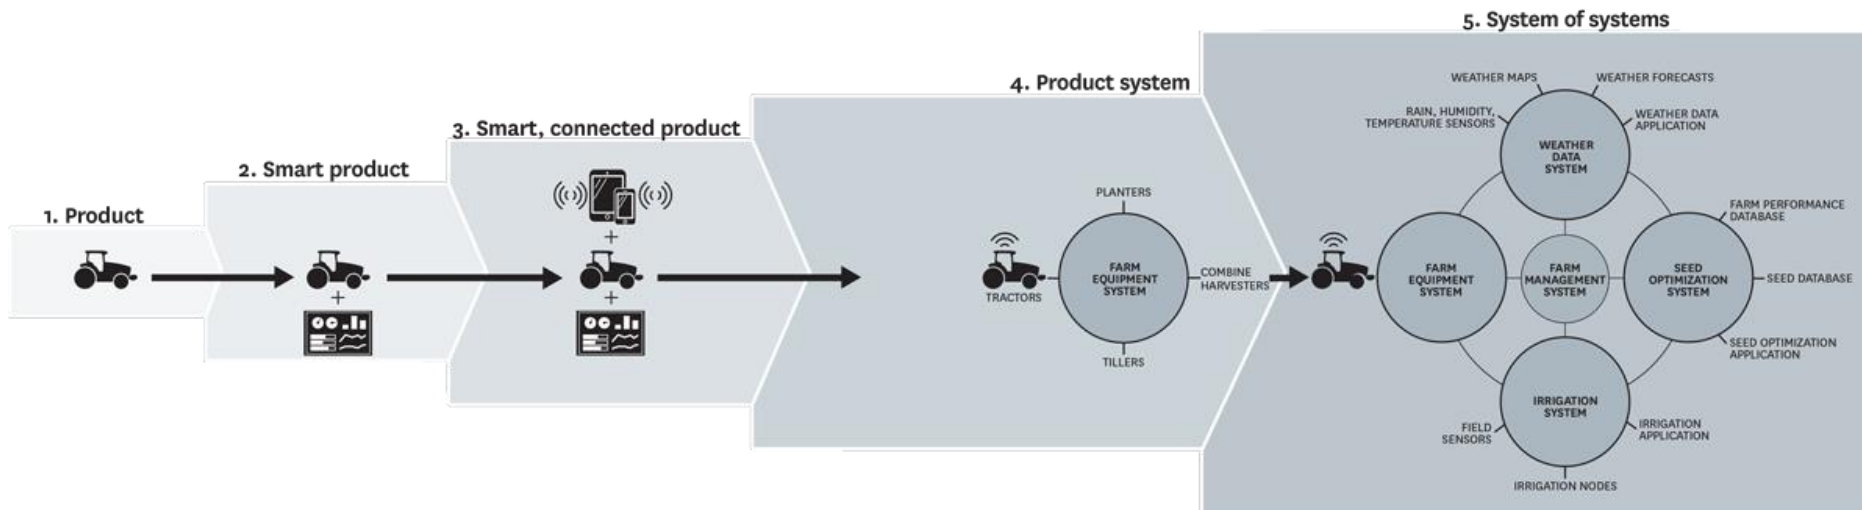 1. Product
2. Smart product
+
3. Smart, connected product
+
+
4. Product system
PLANTERS
TRACTORS
FARM
EQUIPMENT
SYSTEM
COMBINE
HARVESTERS
TILLERS
5. System of systems
WEATHER MAPS
WEATHER FORECASTS
RAIN, HUMIDITY,
TEMPERATURE SENSORS
WEATHER DATA
APPLICATION
WEATHER
DATA
SYSTEM
FARM
EQUIPMENT
SYSTEM
FARM
MANAGEMENT
SYSTEM
SEED
OPTIMIZATION
SYSTEM
FARM PERFORMANCE
DATABASE
SEED DATABASE
SEED OPTIMIZATION
APPLICATION
IRRIGATION
SYSTEM
FIELD
SENSORS
IRRIGATION
APPLICATION
IRRIGATION NODES